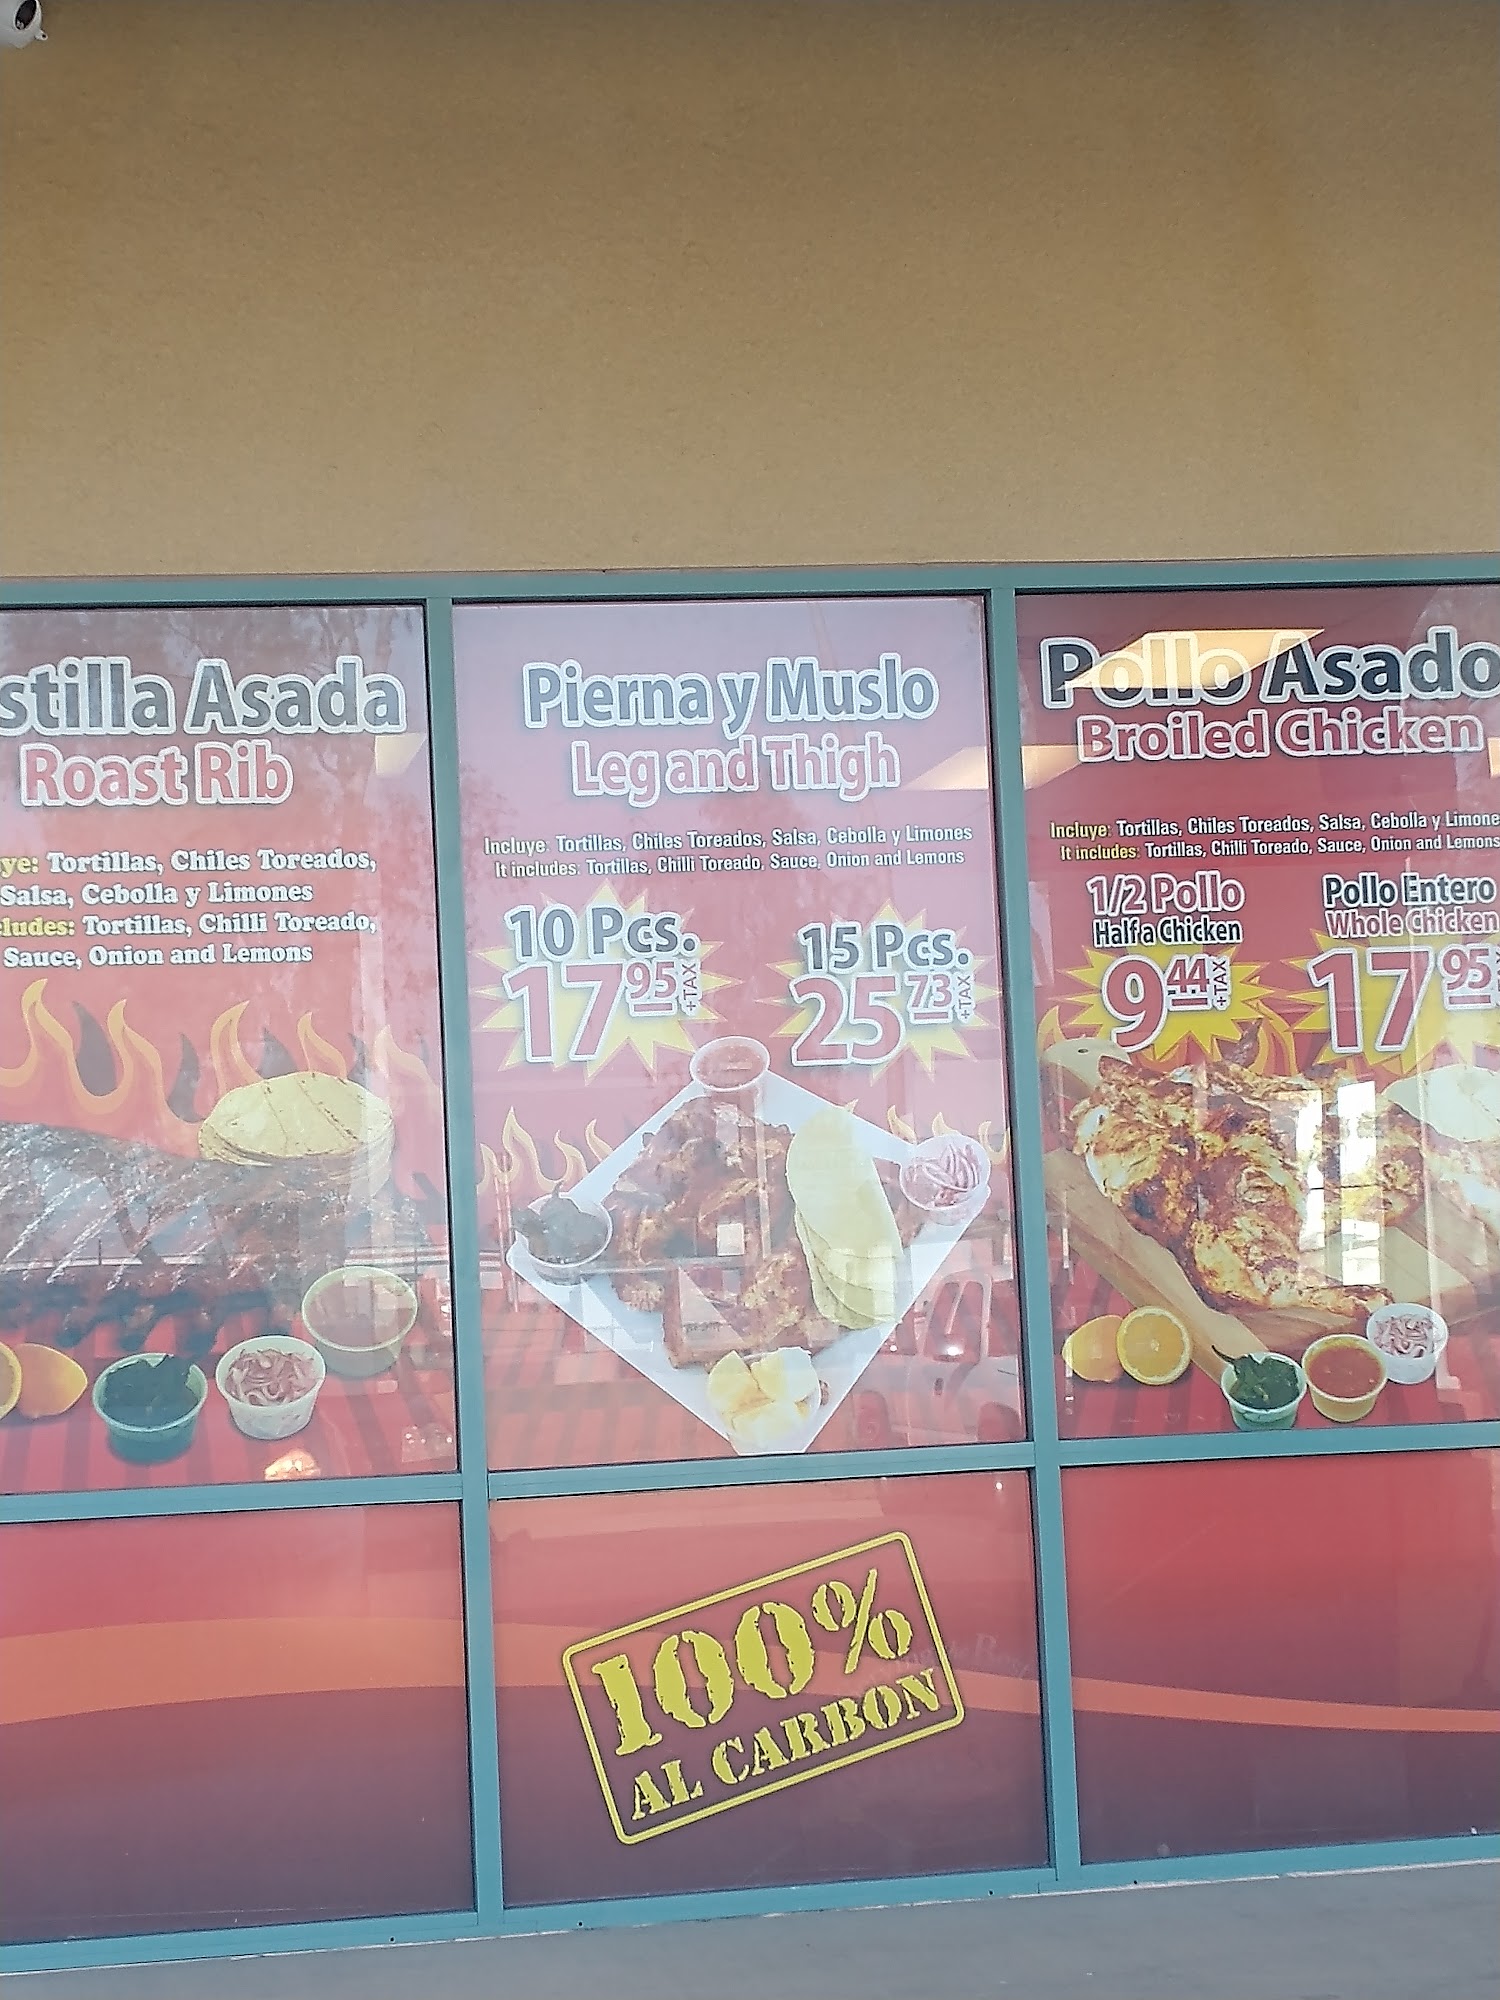 stilla Asada
Roast Rib
ye: Tortillas, Chiles Toreados,
Salsa, Cebolla y Limones
cludes: Tortillas, Chilli Toreado,
Sauce, Onion and Lemons
Pierna y Muslo
Leg and Thigh
Incluye: Tortillas, Chiles Toreados, Salsa, Cebolla y Limones
It includes: Tortillas, Chilli Toreado, Sauce, Onion and Lemons
10 Pcs.
17 95 +TAX
15 Pcs.
25 73 +TAX
Pollo Asado
Broiled Chicken
Incluye: Tortillas, Chiles Toreados, Salsa, Cebolla y Limone
It includes: Tortillas, Chilli Toreado, Sauce, Onion and Lemons
1/2 Pollo
Half a Chicken
9 44 +TAX
Pollo Entero
Whole Chicken
17 95
100%
AL CARBON